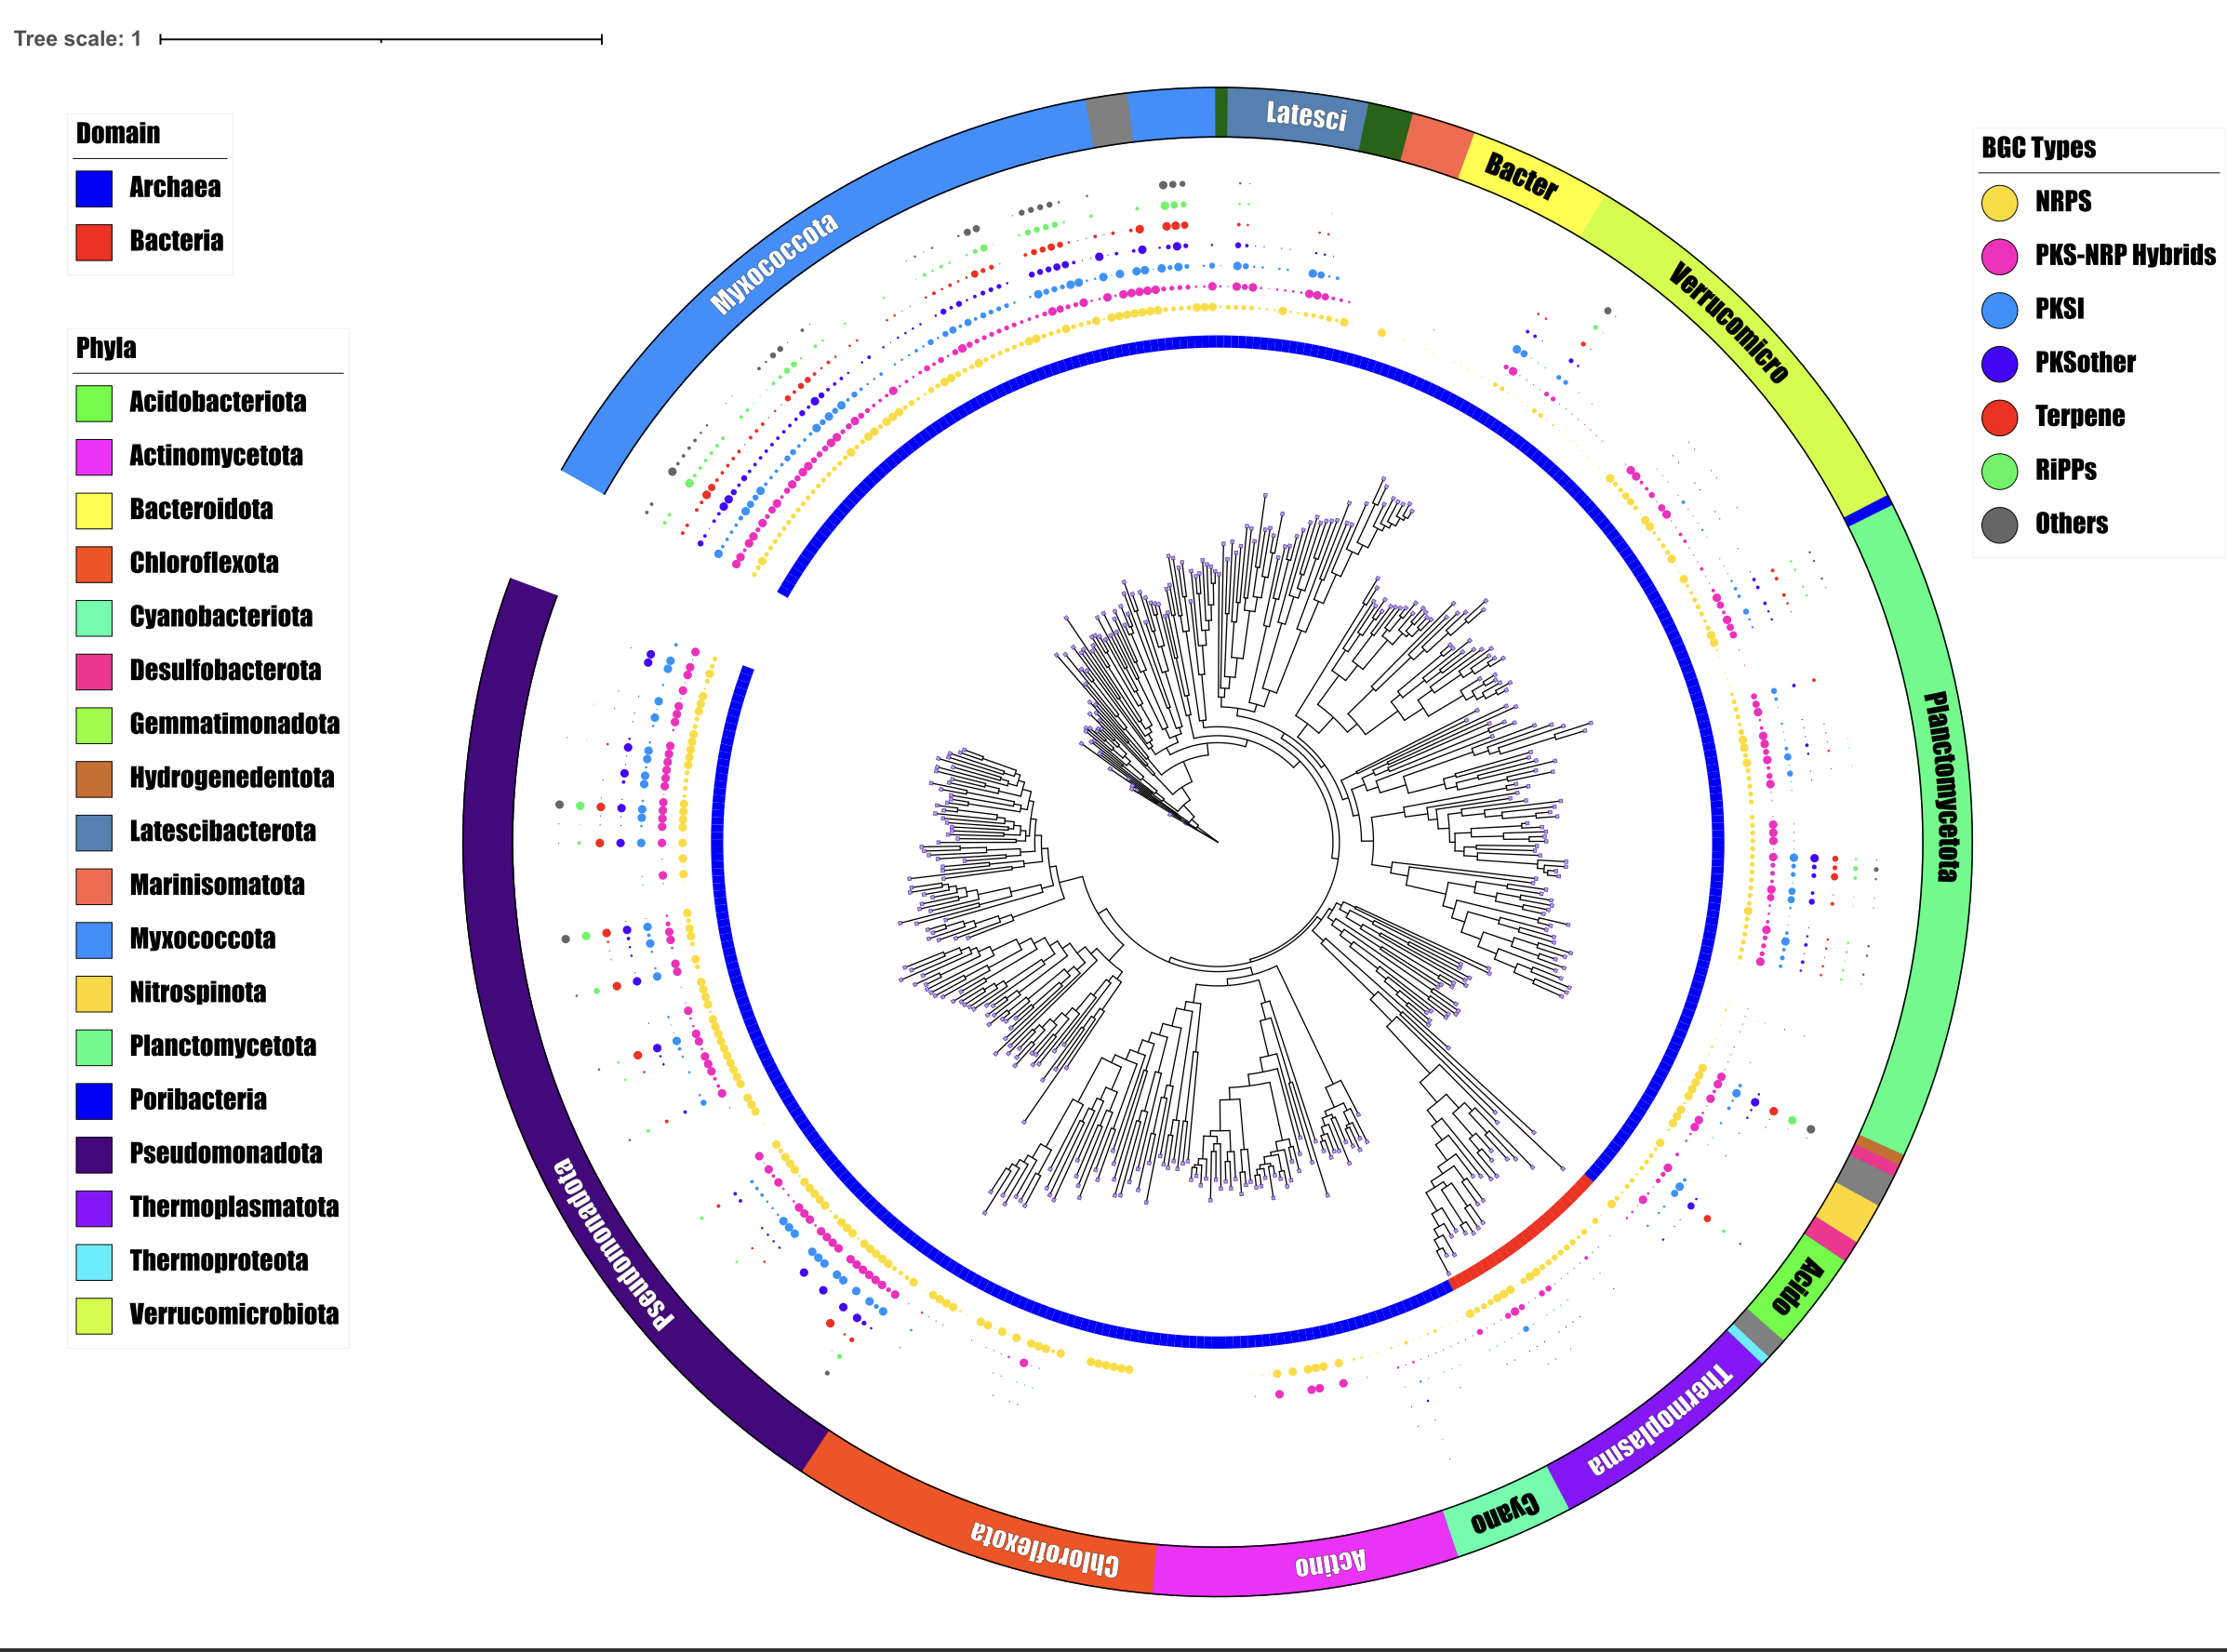 Tree scale: 1
Domain
Archaea
Bacteria
Phyla
Acidobacteriota
Actinomycetota
Bacteroidota
Chloroflexota
Cyanobacteriota
Desulfobacterota
Gemmatimonadota
Hydrogenedentota
Latescibacterota
Marinisomatota
Myxococcota
Nitrospinota
Planctomycetota
Poribacteria
Pseudomonadota
Thermoplasmatota
Thermoproteota
Verrucomicrobiota
Myxococcota
Latesci
Bacter
Verrucomicro
Planctomycetota
Acido
Thermoplasma
Cyano
Actino
Chloroflexota
Pseudomonadota
BGC Types
NRPS
PKS-NRP Hybrids
PKSI
PKSother
Terpene
RiPPs
Others